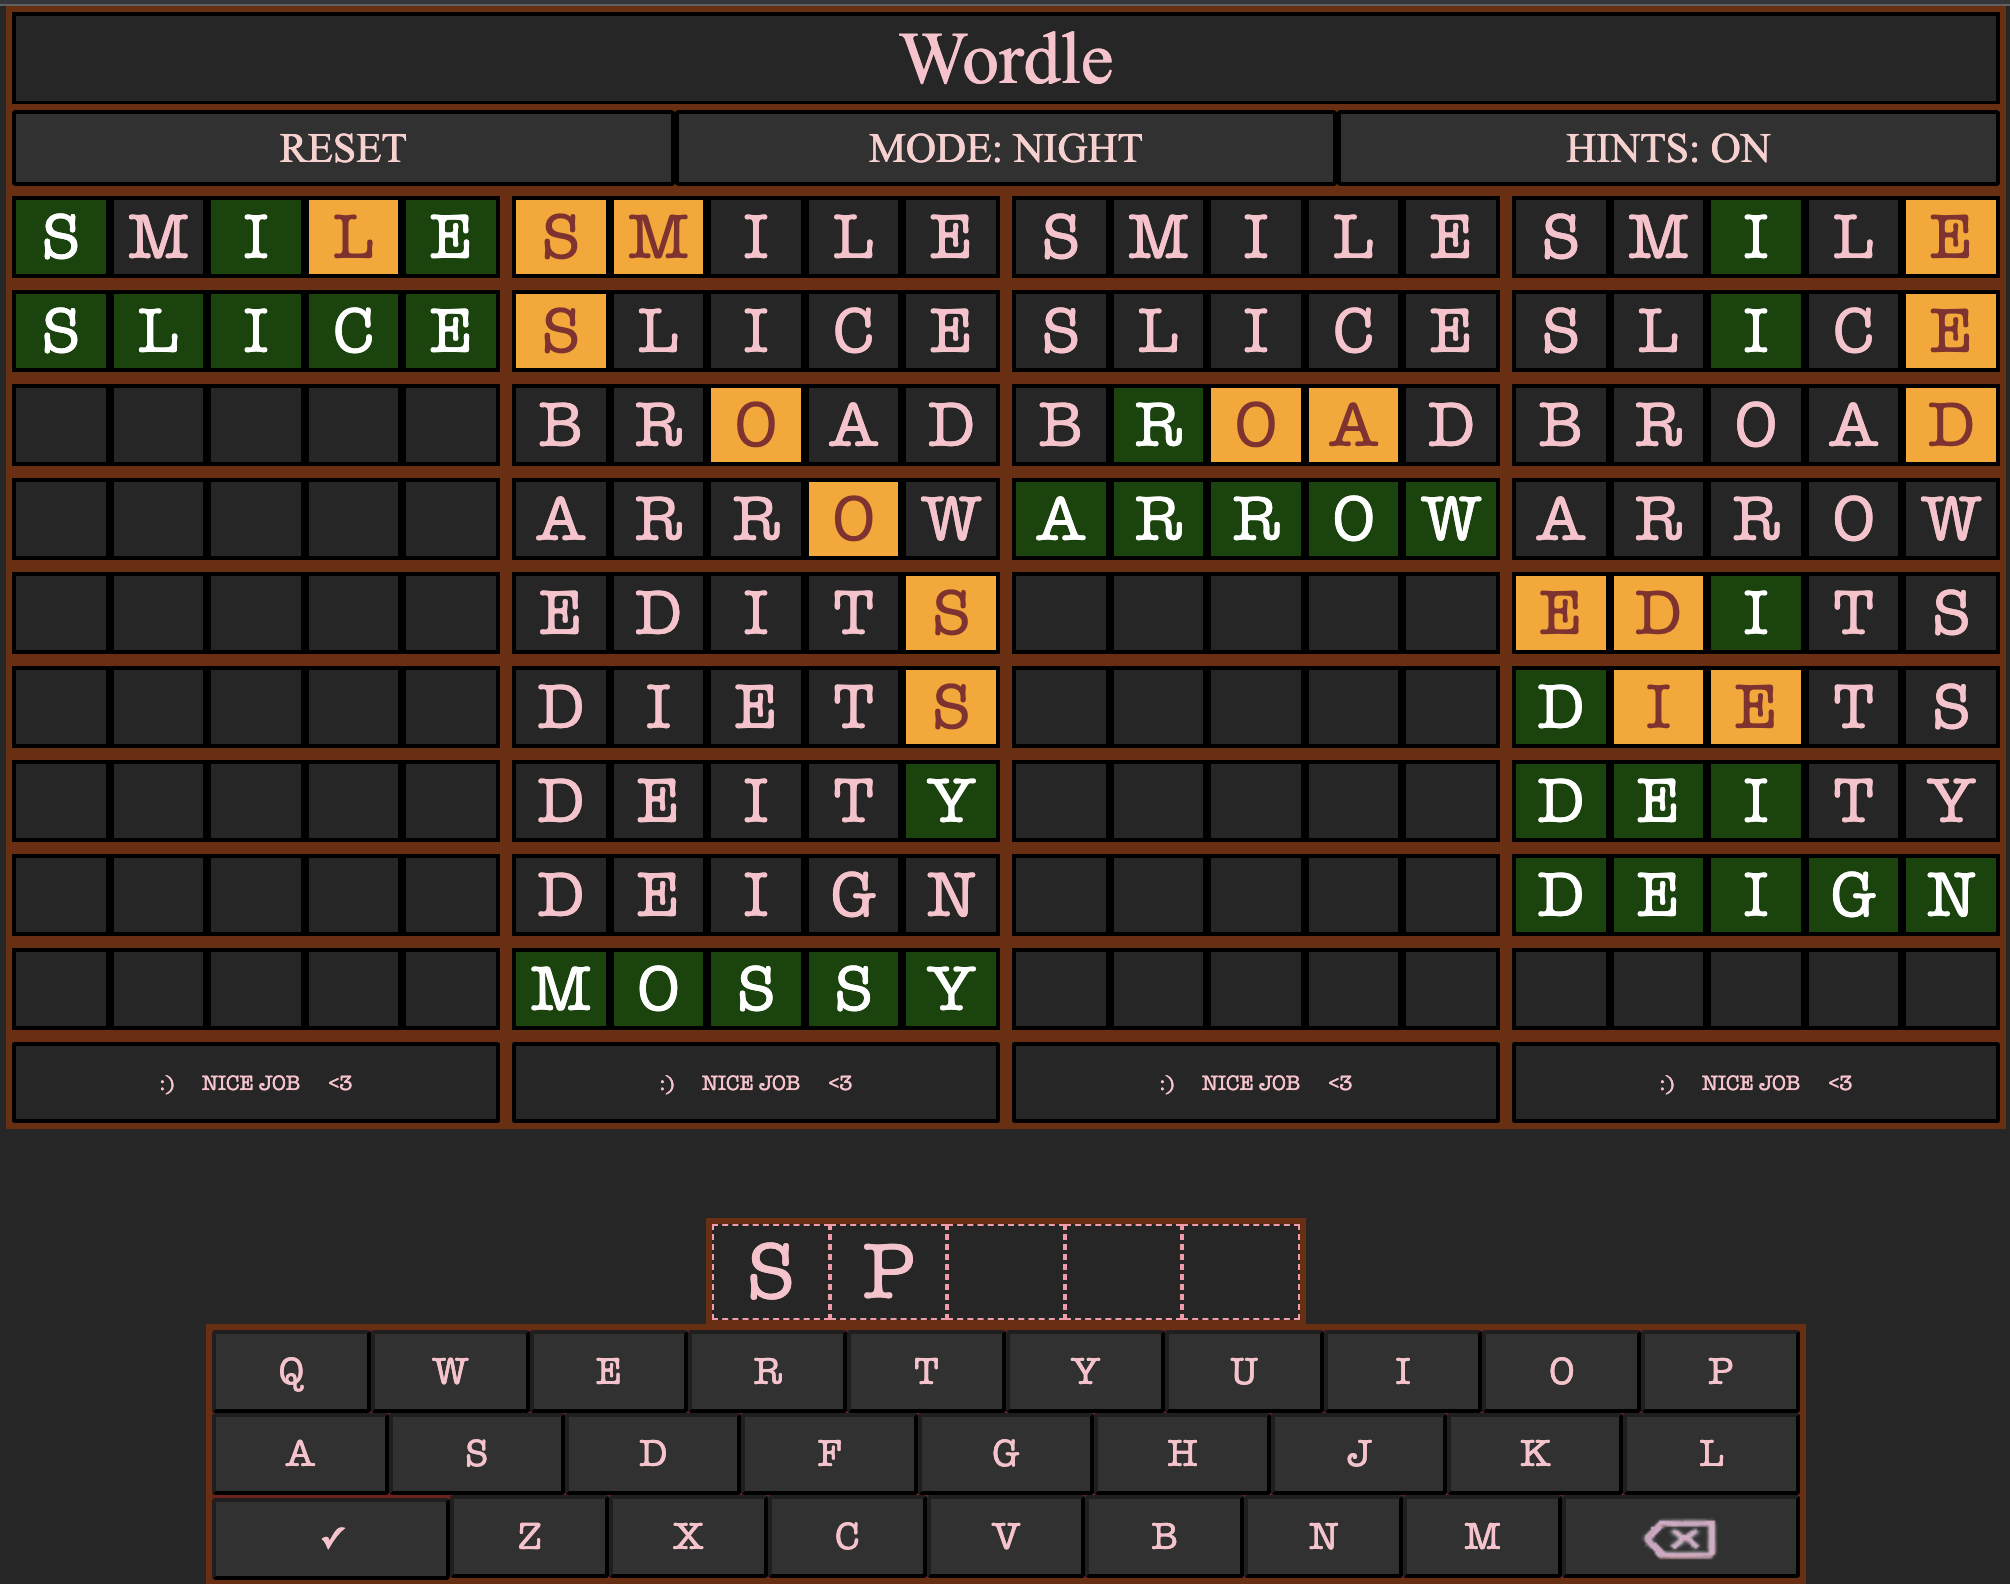 Wordle
RESET MODE: NIGHT HINTS: ON
S M I L E S M I L E S M I L E S M I L E
S L I C E S L I C E S L I C E S L I C E
B R O A D B R O A D B R O A D
A R R O W A R R O W A R R O W
E D I T S E D I T S
D I E T S D I E T S
D E I T Y D E I T Y
D E I G N D E I G N
M O S S Y
:) NICE JOB <3 :) NICE JOB <3 :) NICE JOB <3 :) NICE JOB <3
S P
Q W E R T Y U I O P
A S D F G H J K L
✓ Z X C V B N M ⌫